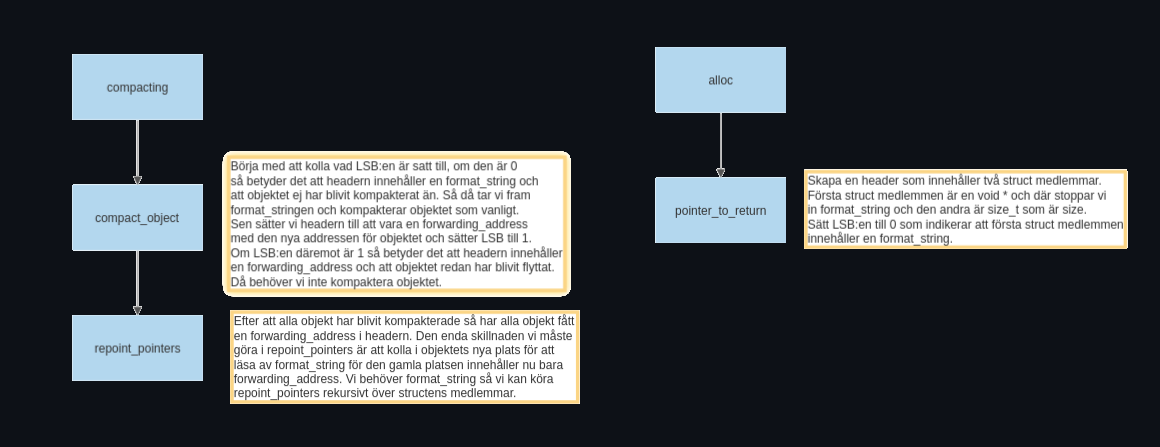 compacting
compact_object
Börja med att kolla vad LSB:en är satt till, om den är 0
så betyder det att headern innehåller en format_string och
att objektet ej har blivit kompakterat än. Så då tar vi fram
format_stringen och kompakterar objektet som vanligt.
Sen sätter vi headern till att vara en forwarding_address
med den nya addressen för objektet och sätter LSB till 1.
Om LSB:en däremot är 1 så betyder det att headern innehåller
en forwarding_address och att objektet redan har blivit flyttat.
Då behöver vi inte kompaktera objektet.
repoint_pointers
Efter att alla objekt har blivit kompakterade så har alla objekt fått
en forwarding_address i headern. Den enda skillnaden vi måste
göra i repoint_pointers är att kolla i objektets nya plats för att
läsa av format_string för den gamla platsen innehåller nu bara
forwarding_address. Vi behöver format_string så vi kan köra
repoint_pointers rekursivt över structens medlemmar.
alloc
pointer_to_return
Skapa en header som innehåller två struct medlemmar.
Första struct medlemmen är en void * och där stoppar vi
in format_string och den andra är size_t som är size.
Sätt LSB:en till 0 som indikerar att första struct medlemmen
innehåller en format_string.